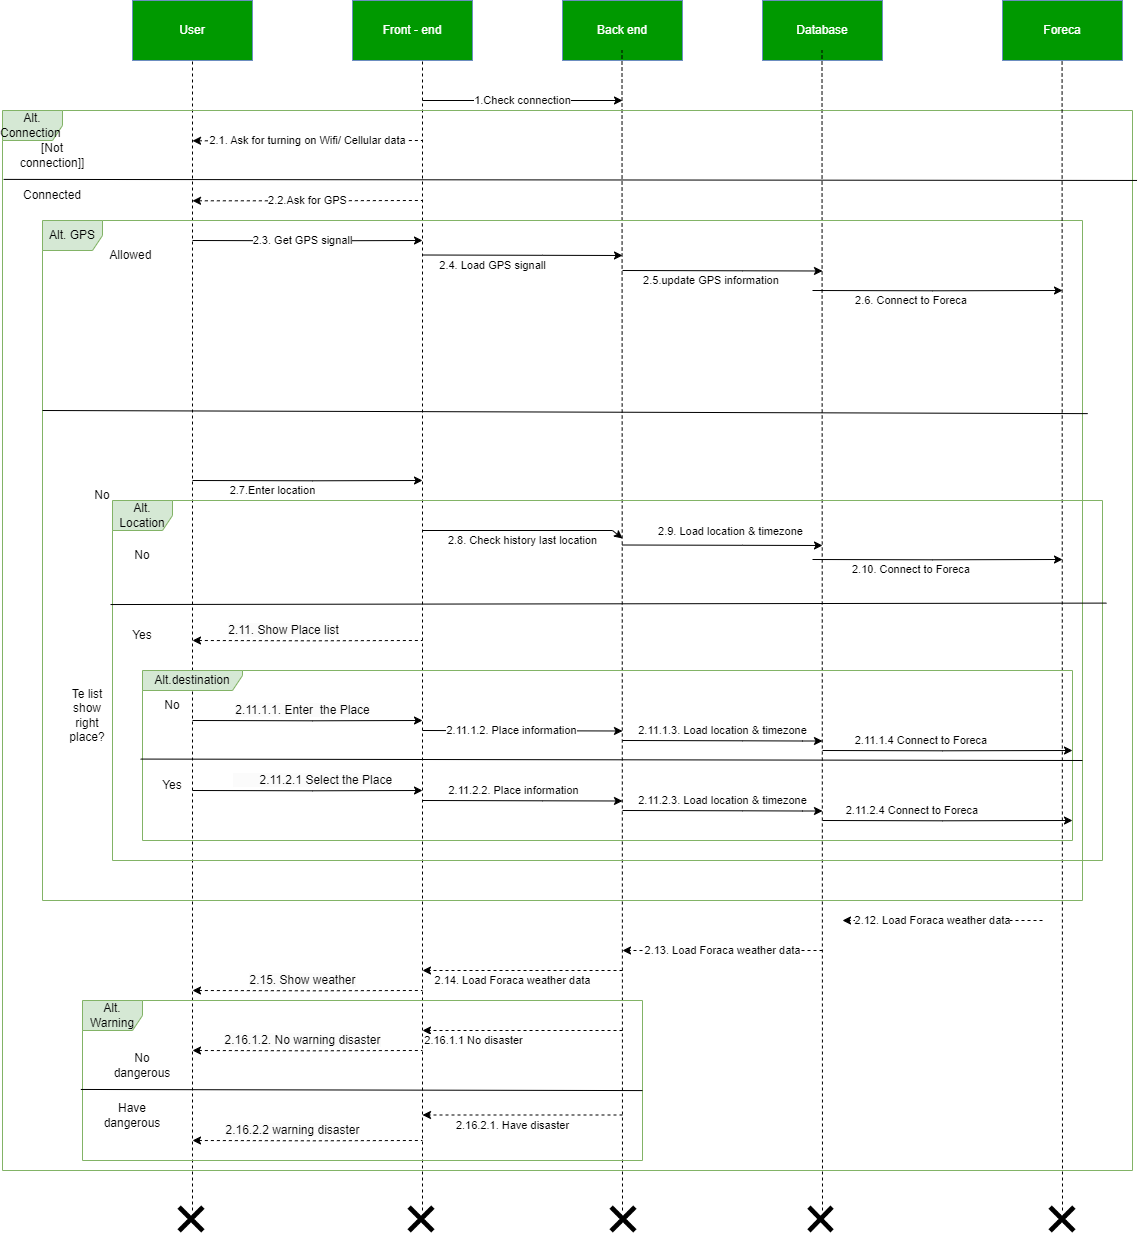 User
Front - end
Back end
Database
Foreca
1.Check connection
Alt.
Connection
[Not
connection]]
2.1. Ask for turning on Wifi/ Cellular data
Connected
2.2.Ask for GPS
Alt. GPS
Allowed
2.3. Get GPS signall
2.4. Load GPS signall
2.5.update GPS information
2.6. Connect to Foreca
No
2.7.Enter location
Alt.
Location
No
2.8. Check history last location
2.9. Load location & timezone
2.10. Connect to Foreca
Yes
2.11. Show Place list
Te list
show
right
place?
Alt.destination
No
2.11.1.1. Enter  the Place
2.11.1.2. Place information
2.11.1.3. Load location & timezone
2.11.1.4 Connect to Foreca
Yes
2.11.2.1 Select the Place
2.11.2.2. Place information
2.11.2.3. Load location & timezone
2.11.2.4 Connect to Foreca
2.12. Load Foraca weather data
2.13. Load Foraca weather data
2.14. Load Foraca weather data
2.15. Show weather
Alt.
Warning
No
dangerous
2.16.1.1 No disaster
2.16.1.2. No warning disaster
Have
dangerous
2.16.2.1. Have disaster
2.16.2.2 warning disaster